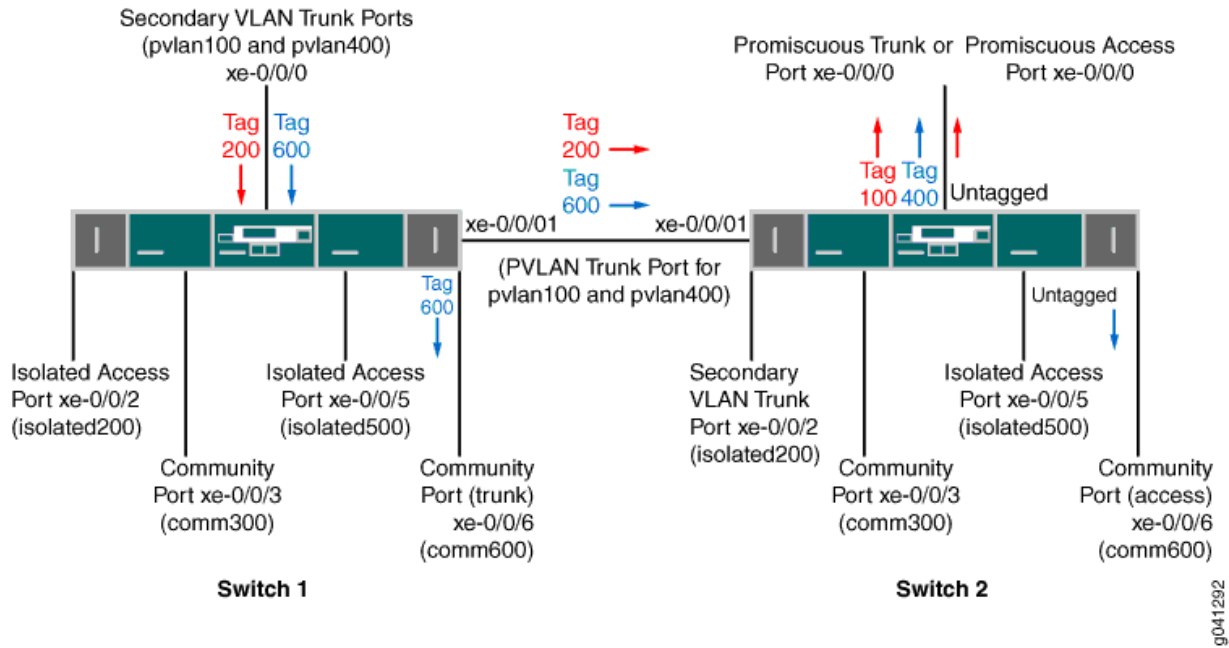 Secondary VLAN Trunk Ports
(pvlan100 and pvlan400)
xe-0/0/0
Promiscuous Trunk or
Port xe-0/0/0
Promiscuous Access
Port xe-0/0/0
Tag
200
Tag
600
Tag
200
Tag
600
Tag
100
Tag
400
Untagged
xe-0/0/01
xe-0/0/01
(PVLAN Trunk Port for
pvlan100 and pvlan400)
Tag
600
Untagged
Isolated Access
Port xe-0/0/2
(isolated200)
Isolated Access
Port xe-0/0/5
(isolated500)
Secondary
VLAN Trunk
Port xe-0/0/2
(isolated200)
Isolated Access
Port xe-0/0/5
(isolated500)
Community
Port xe-0/0/3
(comm300)
Community
Port (trunk)
xe-0/0/6
(comm600)
Community
Port xe-0/0/3
(comm300)
Community
Port (access)
xe-0/0/6
(comm600)
Switch 1
Switch 2
g041292